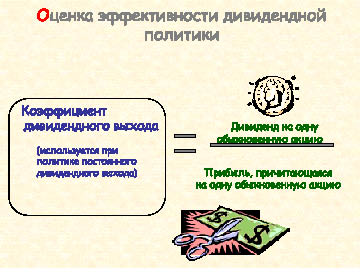 Оценка эффективности дивидендной
политики
Коэффициент
дивидендного выхода
(используется при
политике постоянного
дивидендного выхода)
=
Дивиденд на одну
обыкновенную акцию
Прибыль, причитающаяся
на одну обыкновенную акцию